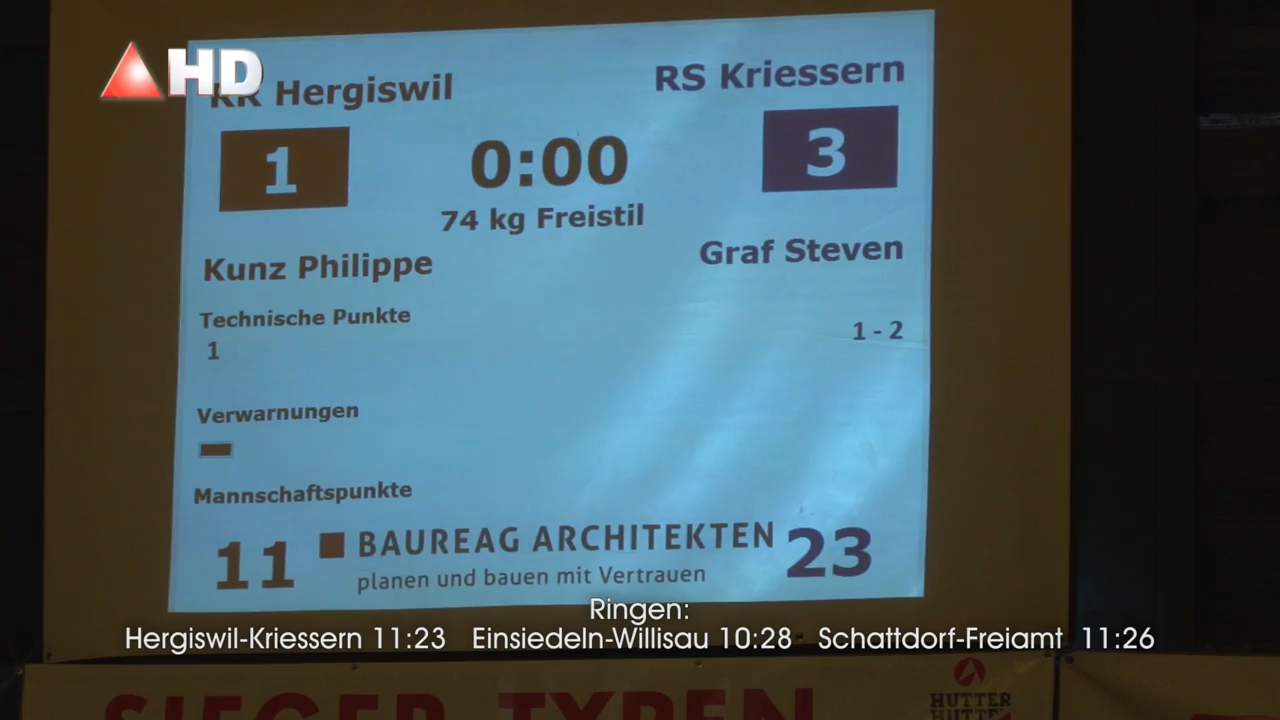 HD
RR Hergiswil
RS Kriessern
1
0:00
3
74 kg Freistil
Kunz Philippe
Graf Steven
Technische Punkte
1
1 - 2
Verwarnungen
Mannschaftspunkte
11
BAUREAG ARCHITEKTEN
23
planen und bauen mit Vertrauen
Ringen:
Hergiswil-Kriessern 11:23 Einsiedeln-Willisau 10:28 Schattdorf-Freiamt 11:26
SIEGER-TYPEN
HUTTER
HUTTER